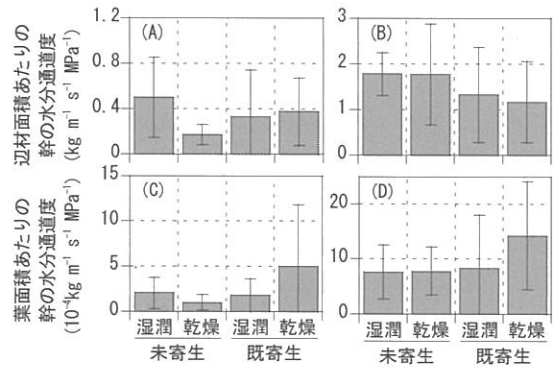 辺材面積あたりの
幹の水分通道度
(kg m⁻¹ s⁻¹ MPa⁻¹)
1.2
0.8
0.4
0
(A)
3
2
1
0
(B)
葉面積あたりの
幹の水分通道度
(10⁻⁴kg m⁻¹ s⁻¹ MPa⁻¹)
15
10
5
0
(C)
20
10
0
(D)
湿潤 乾燥 湿潤 乾燥
未寄生 既寄生
湿潤 乾燥 湿潤 乾燥
未寄生 既寄生